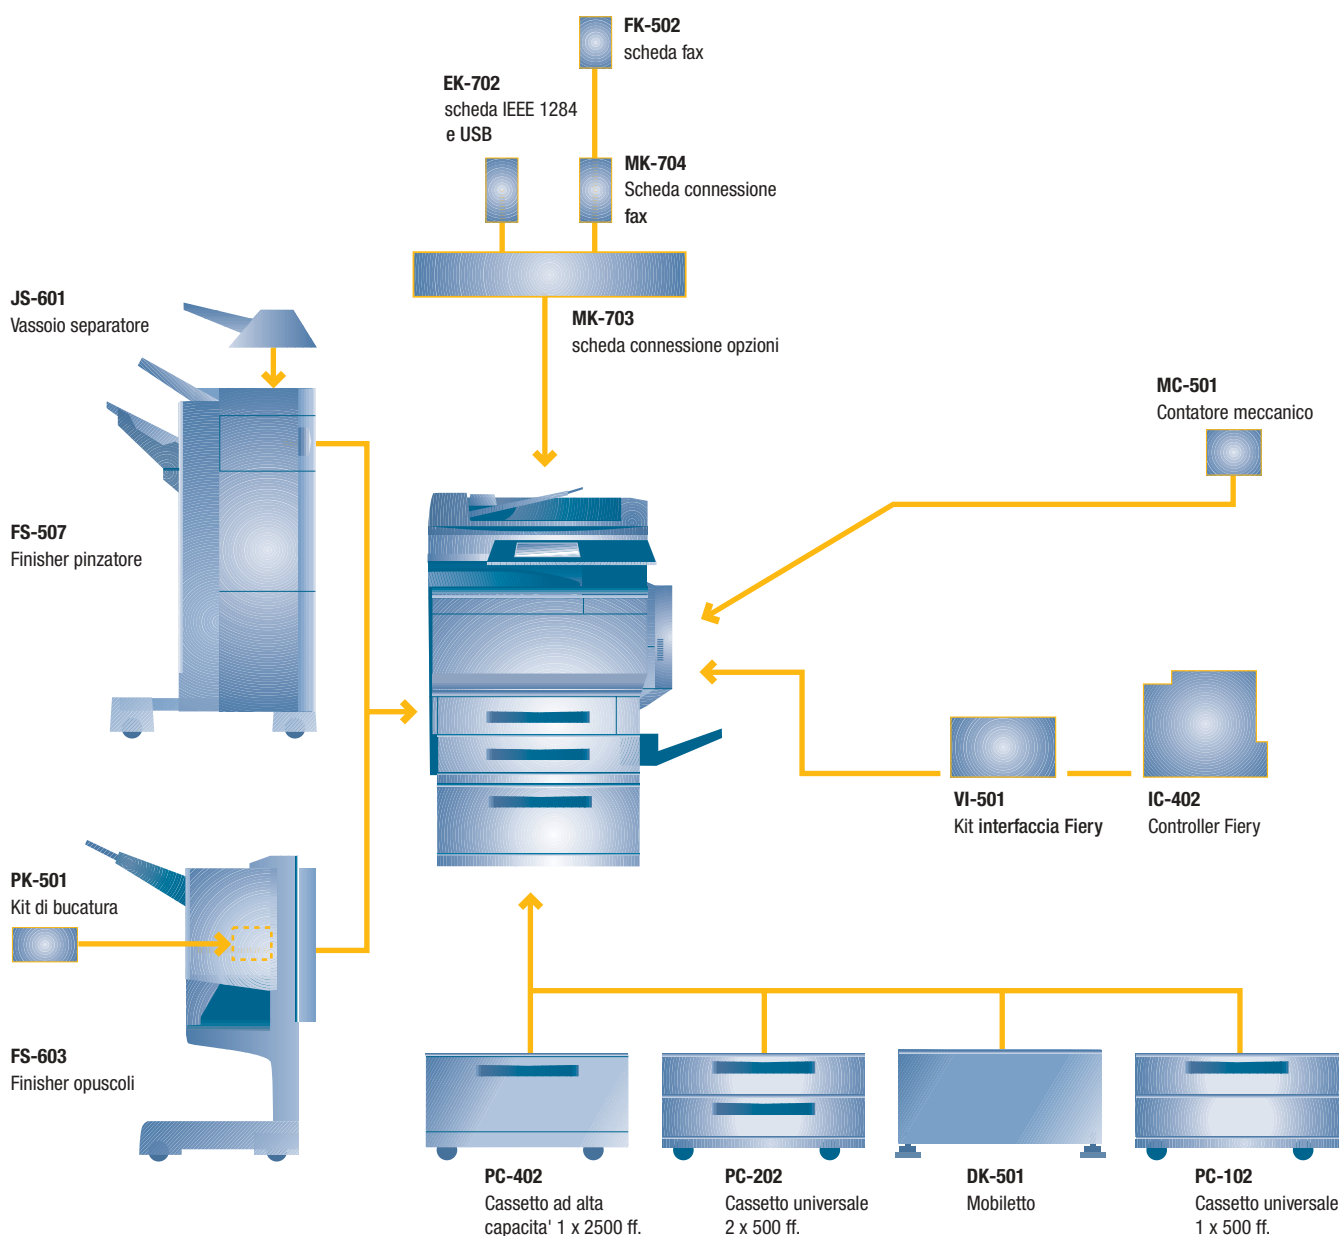 FK-502
scheda fax
EK-702
scheda IEEE 1284
e USB
MK-704
Scheda connessione
fax
JS-601
Vassoio separatore
MK-703
scheda connessione opzioni
MC-501
Contatore meccanico
FS-507
Finisher pinzatore
VI-501
Kit interfaccia Fiery
IC-402
Controller Fiery
PK-501
Kit di bucatura
FS-603
Finisher opuscoli
PC-402
Cassetto ad alta
capacita' 1 x 2500 ff.
PC-202
Cassetto universale
2 x 500 ff.
DK-501
Mobiletto
PC-102
Cassetto universale
1 x 500 ff.